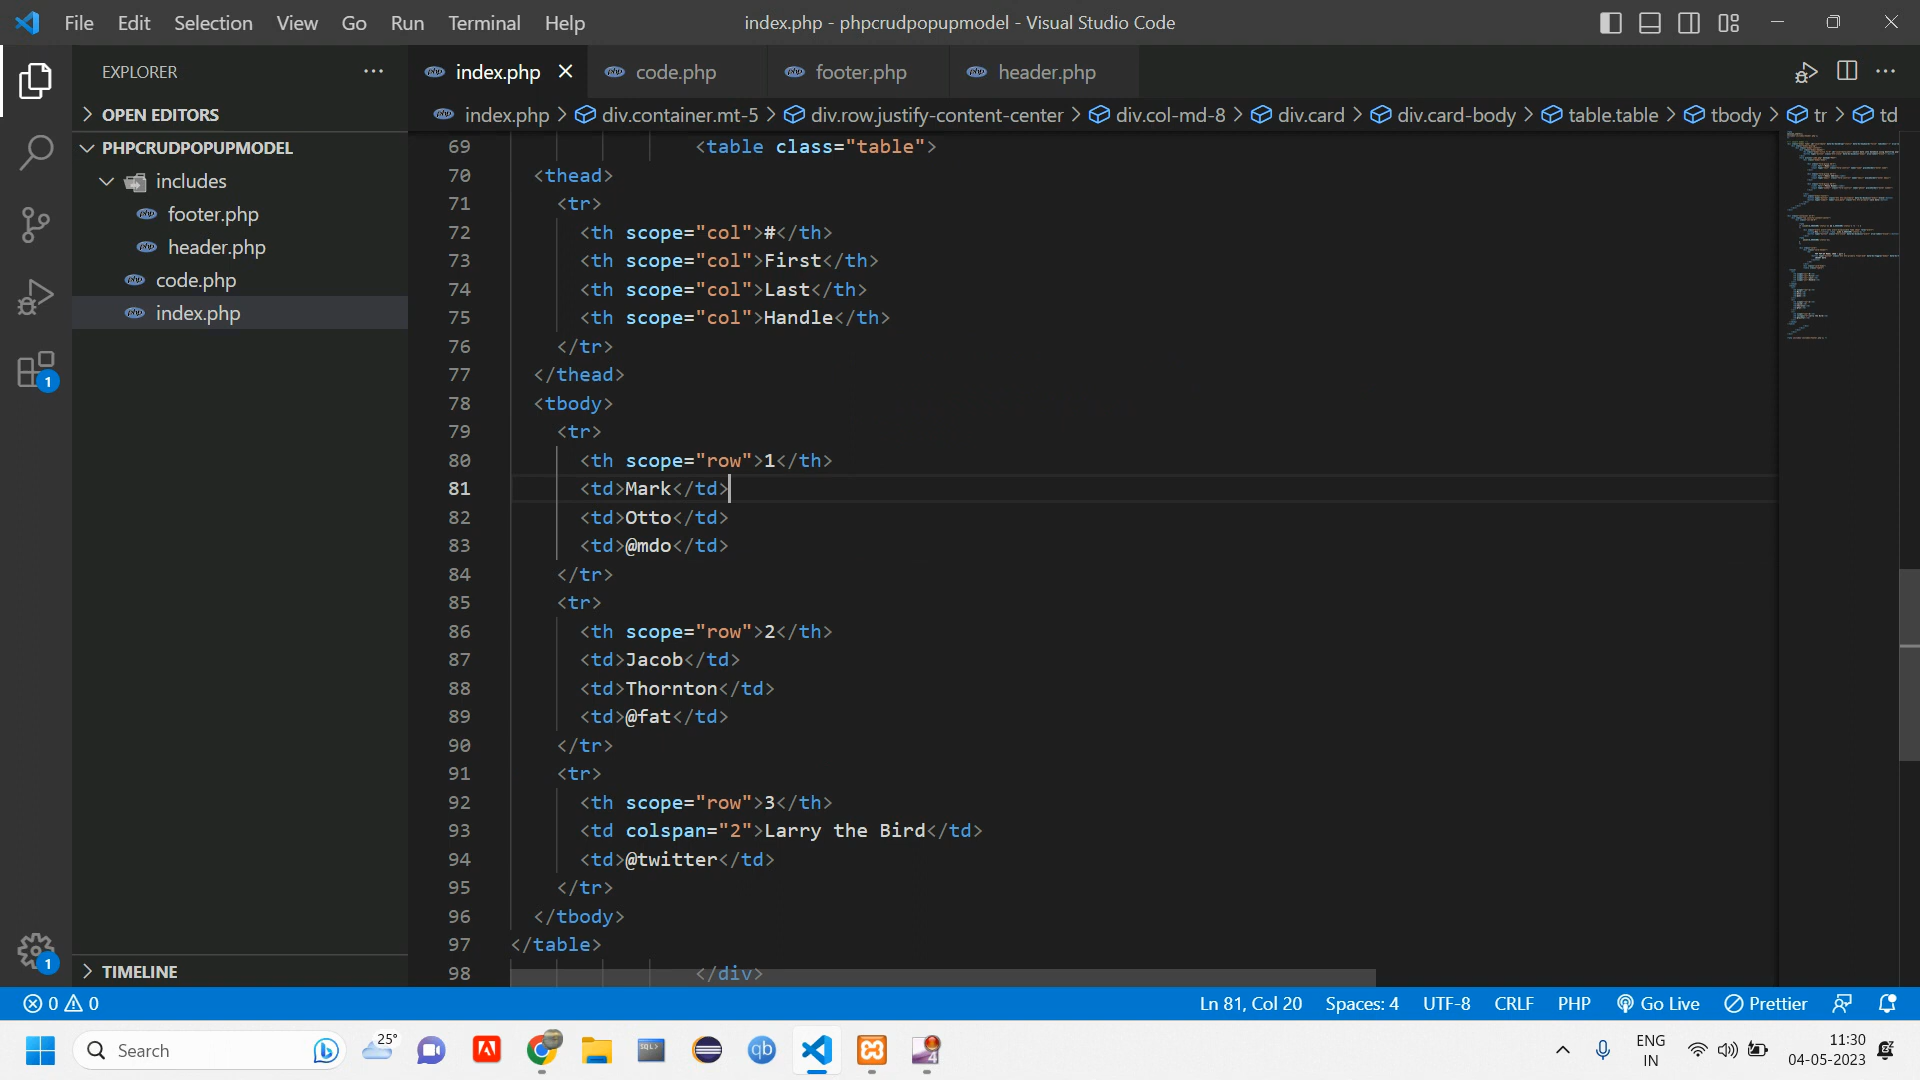 File Edit Selection View Go Run Terminal Help index.php - phpcrudpopupmodel - Visual Studio Code
EXPLORER
index.php
code.php
footer.php
header.php
OPEN EDITORS
index.php > div.container.mt-5 > div.row.justify-content-center > div.col-md-8 > div.card > div.card-body > table.table > tbody > tr > td
PHPCRUDPOPUPMODEL
includes
footer.php
header.php
code.php
index.php
69 <table class="table">
70 <thead>
71 <tr>
72 <th scope="col">#</th>
73 <th scope="col">First</th>
74 <th scope="col">Last</th>
75 <th scope="col">Handle</th>
76 </tr>
77 </thead>
78 <tbody>
79 <tr>
80 <th scope="row">1</th>
81 <td>Mark</td>
82 <td>Otto</td>
83 <td>@mdo</td>
84 </tr>
85 <tr>
86 <th scope="row">2</th>
87 <td>Jacob</td>
88 <td>Thornton</td>
89 <td>@fat</td>
90 </tr>
91 <tr>
92 <th scope="row">3</th>
93 <td colspan="2">Larry the Bird</td>
94 <td>@twitter</td>
95 </tr>
96 </tbody>
97 </table>
98 </div>
1
1
TIMELINE
0 0 Ln 81, Col 20 Spaces: 4 UTF-8 CRLF PHP Go Live Prettier
Search
25°
SQL>
qb
4
ENG
IN
11:30
04-05-2023